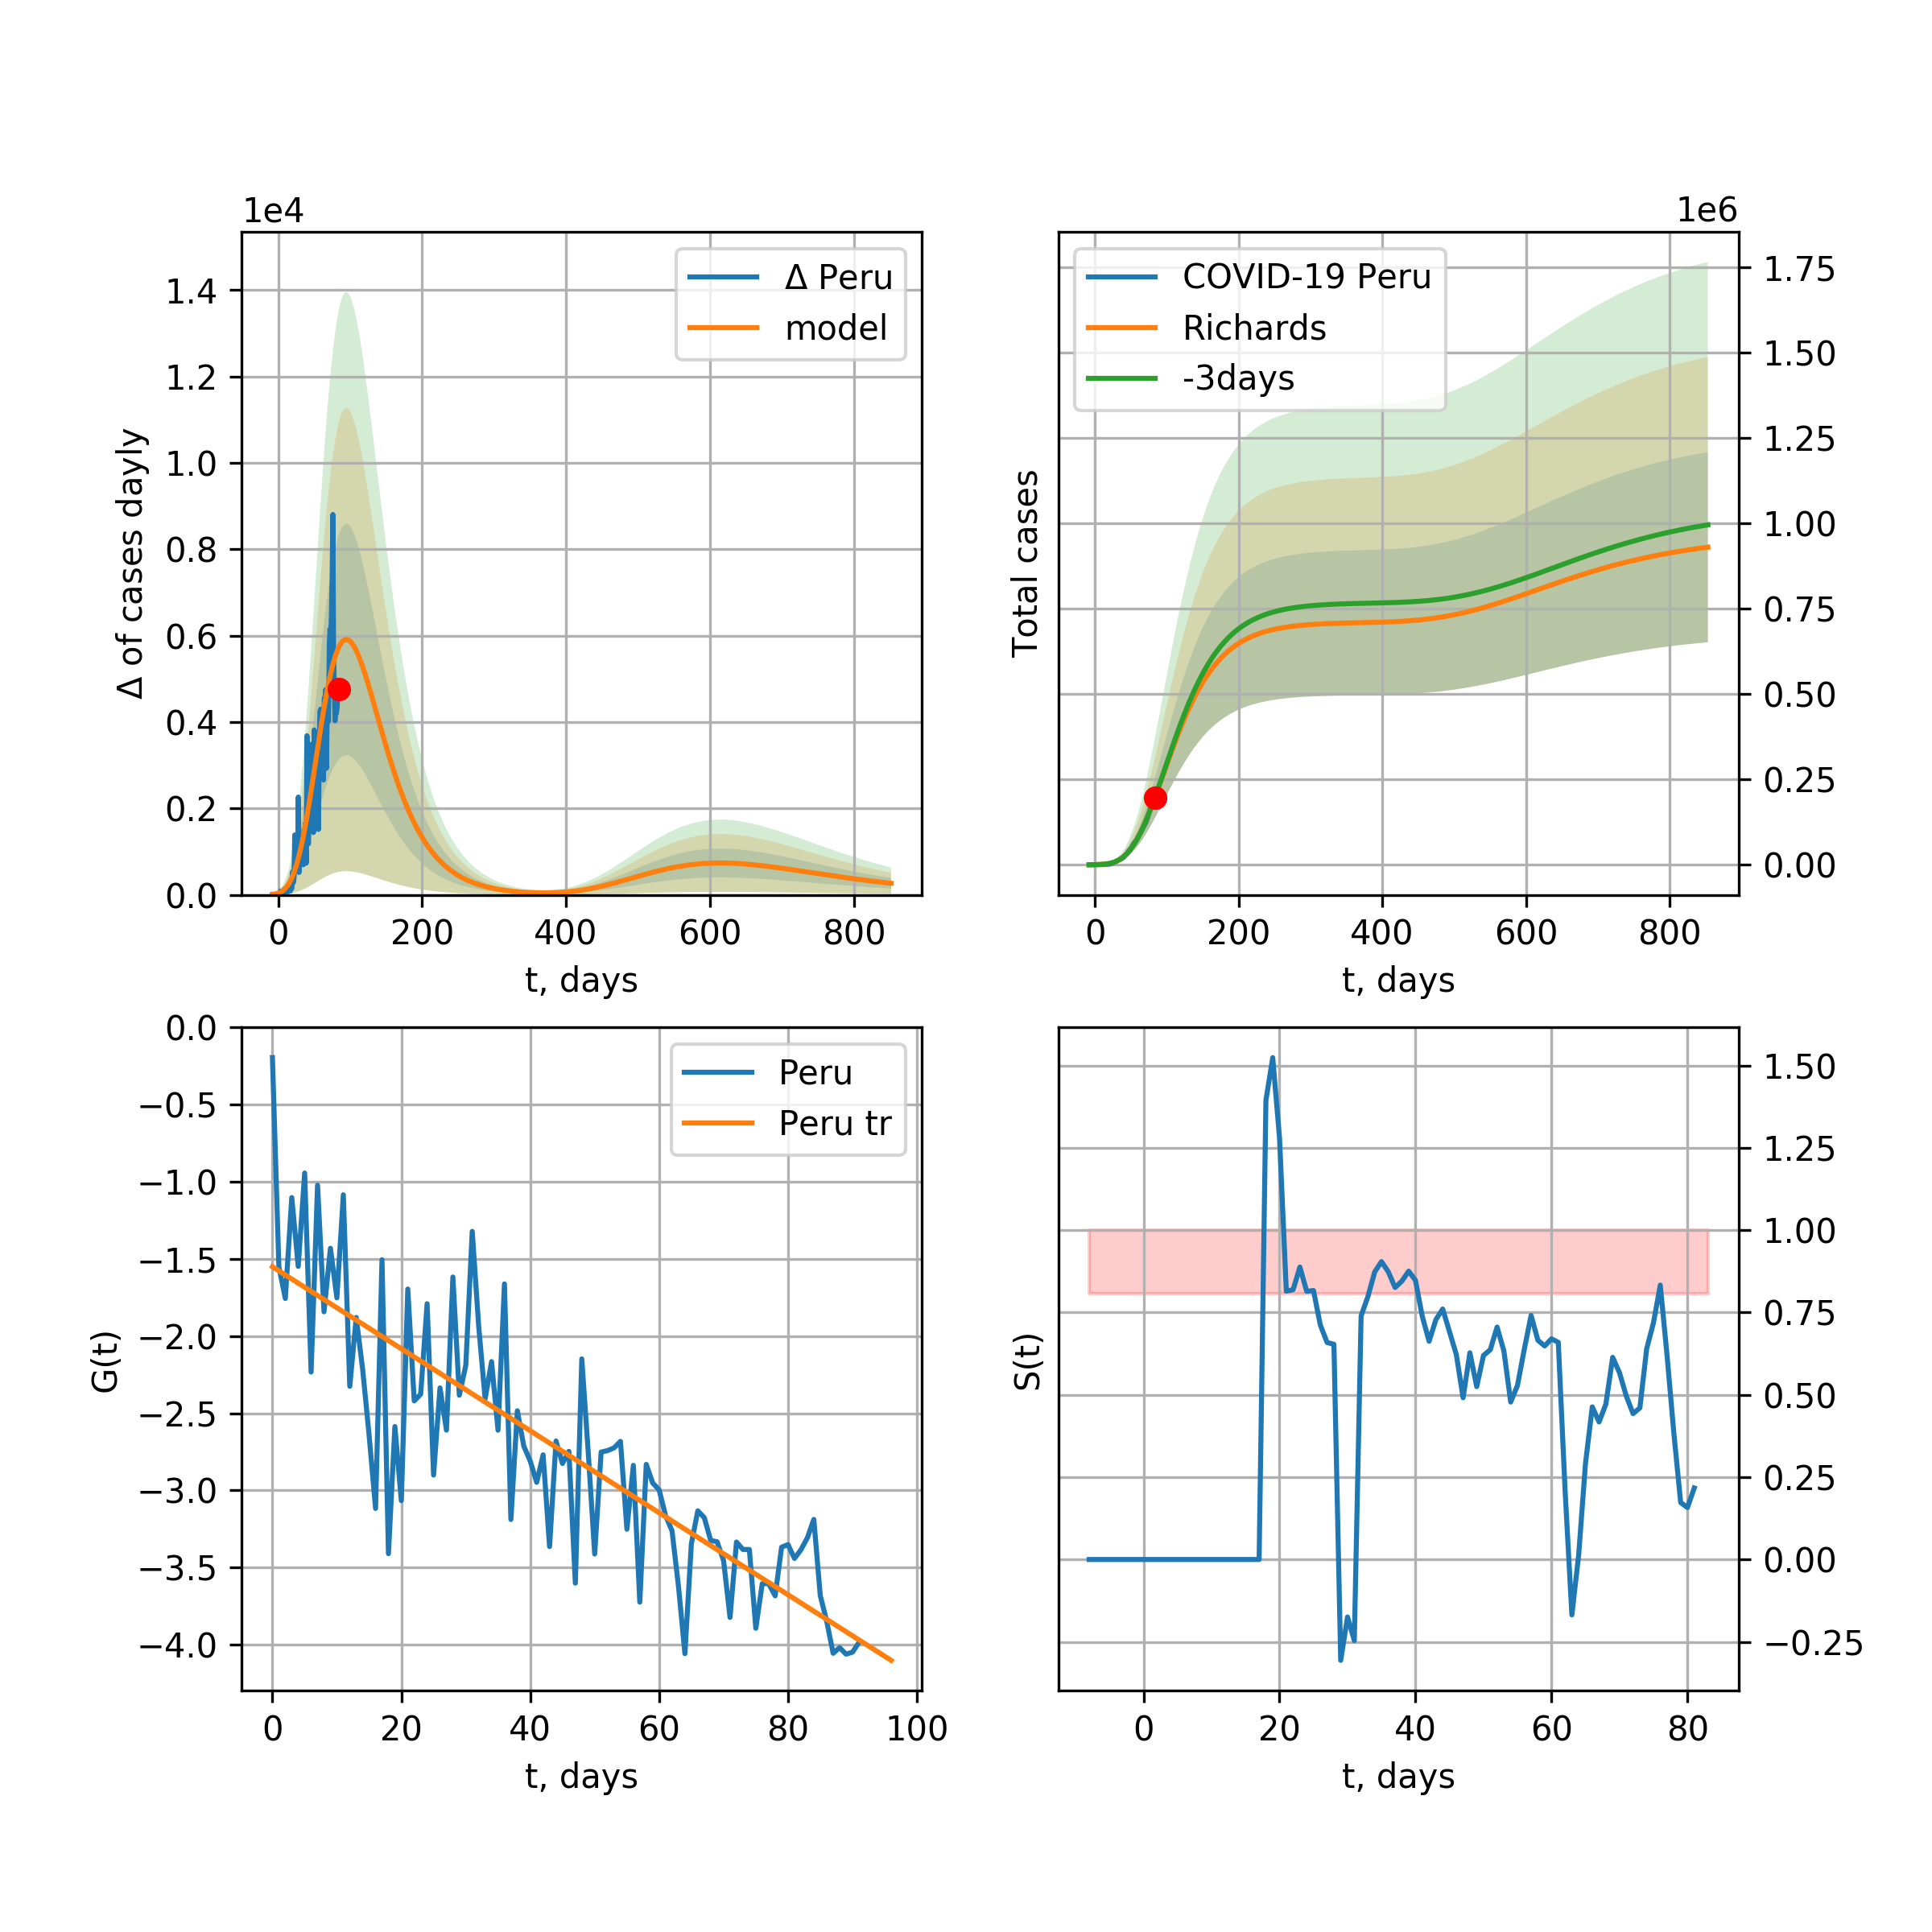 1e4
1.4
1.2
1.0
0.8
0.6
0.4
0.2
0.0
Δ of cases dayly
Δ Peru
model
0 200 400 600 800
t, days
1e6
COVID-19 Peru
Richards
-3days
Total cases
1.75
1.50
1.25
1.00
0.75
0.50
0.25
0.00
0 200 400 600 800
t, days
0.0
−0.5
−1.0
−1.5
−2.0
−2.5
−3.0
−3.5
−4.0
G(t)
Peru
Peru tr
0 20 40 60 80 100
t, days
S(t)
1.50
1.25
1.00
0.75
0.50
0.25
0.00
−0.25
0 20 40 60 80
t, days